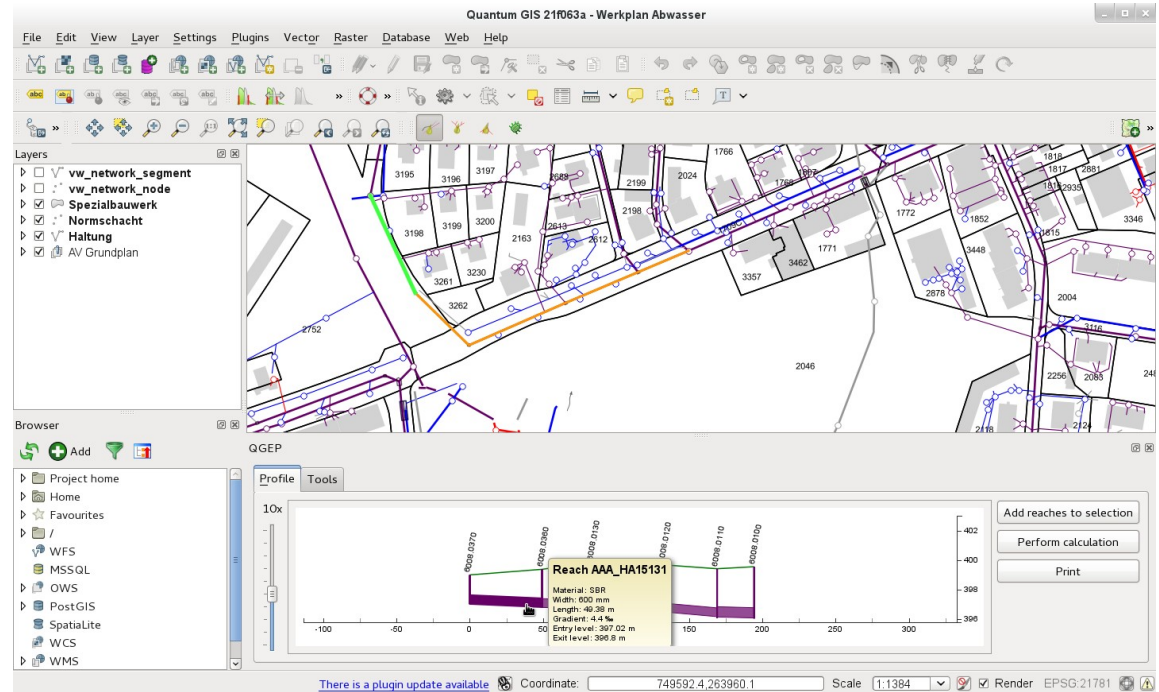 Quantum GIS 21f063a - Werkplan Abwasser
File Edit View Layer Settings Plugins Vector Raster Database Web Help
Layers
vw_network_segment
vw_network_node
Spezialbauwerk
Normschacht
Haltung
AV Grundplan
1766
3195
3196
3197
2688
2199
2024
1818
1817
2881
2935
3346
2198
1772
1852
1815
3198
3199
3200
2163
2613
2612
1771
3462
3448
3357
2878
2004
3261
3230
3262
2752
3116
2046
2256
2083
2118
2124
Browser
Add
Project home
Home
Favourites
/
WFS
MSSQL
OWS
PostGIS
SpatiaLite
WCS
WMS
QGEP
Profile Tools
10x
6008.0370
6008.0360
6008.0130
6008.0120
6008.0110
6008.0100
402
400
398
396
-100 -50 0 50 150 200 250 300
Reach AAA_HA15131
Material: SBR
Width: 600 mm
Length: 49.38 m
Gradient: 4.4 ‰
Entry level: 397.02 m
Exit level: 396.8 m
Add reaches to selection
Perform calculation
Print
There is a plugin update available Coordinate: 749592.4,263960.1 Scale 1:1384 Render EPSG:21781